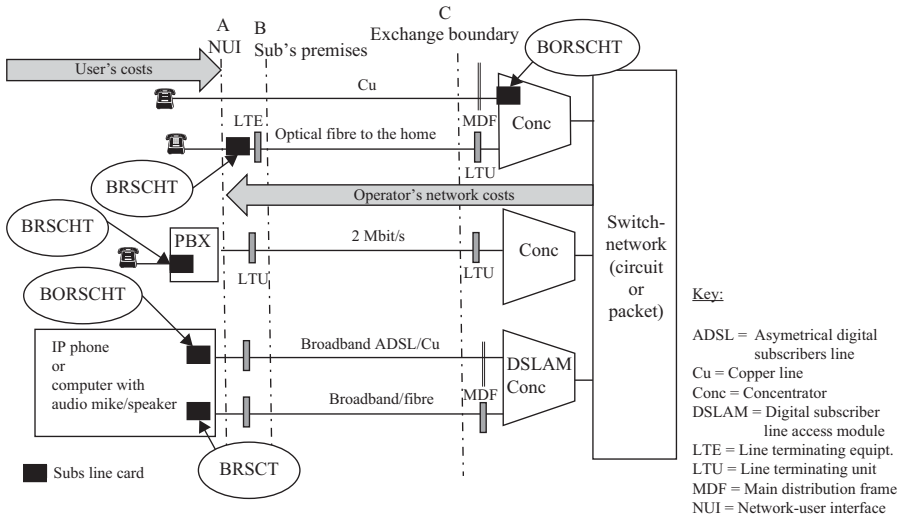 A
NUI
B
Sub's premises
C
Exchange boundary
BORSCHT
User's costs
Cu
LTE
Optical fibre to the home
MDF
Conc
LTU
BRSCHT
Operator's network costs
BRSCHT
PBX
2 Mbit/s
LTU
LTU
Conc
Switch-
network
(circuit
or
packet)
BORSCHT
IP phone
or
computer with
audio mike/speaker
Broadband ADSL/Cu
Broadband/fibre
MDF
DSLAM
Conc
BRSCT
Subs line card
Key:
ADSL = Asymetrical digital
subscribers line
Cu = Copper line
Conc = Concentrator
DSLAM = Digital subscriber
line access module
LTE = Line terminating equipt.
LTU = Line terminating unit
MDF = Main distribution frame
NUI = Network-user interface